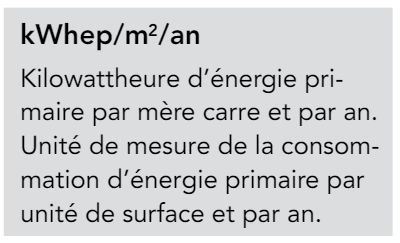 kWhep/m²/an
Kilowattheure d’énergie pri-
maire par mère carre et par an.
Unité de mesure de la consom-
mation d’énergie primaire par
unité de surface et par an.